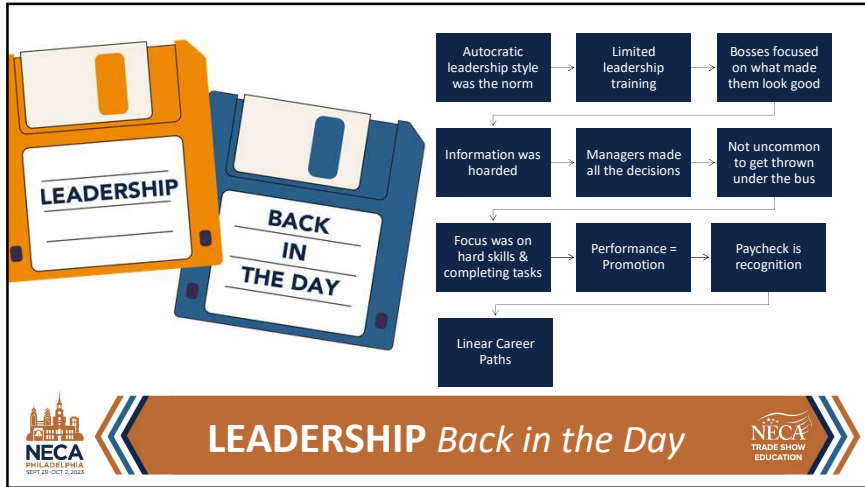 LEADERSHIP
BACK
IN
THE DAY
Autocratic
leadership style
was the norm
Limited
leadership
training
Bosses focused
on what made
them look good
Information was
hoarded
Managers made
all the decisions
Not uncommon
to get thrown
under the bus
Focus was on
hard skills &
completing tasks
Performance =
Promotion
Paycheck is
recognition
Linear Career
Paths
NECA
PHILADELPHIA
SEPT 29-OCT 2, 2023
LEADERSHIP Back in the Day
NECA
TRADE SHOW
EDUCATION